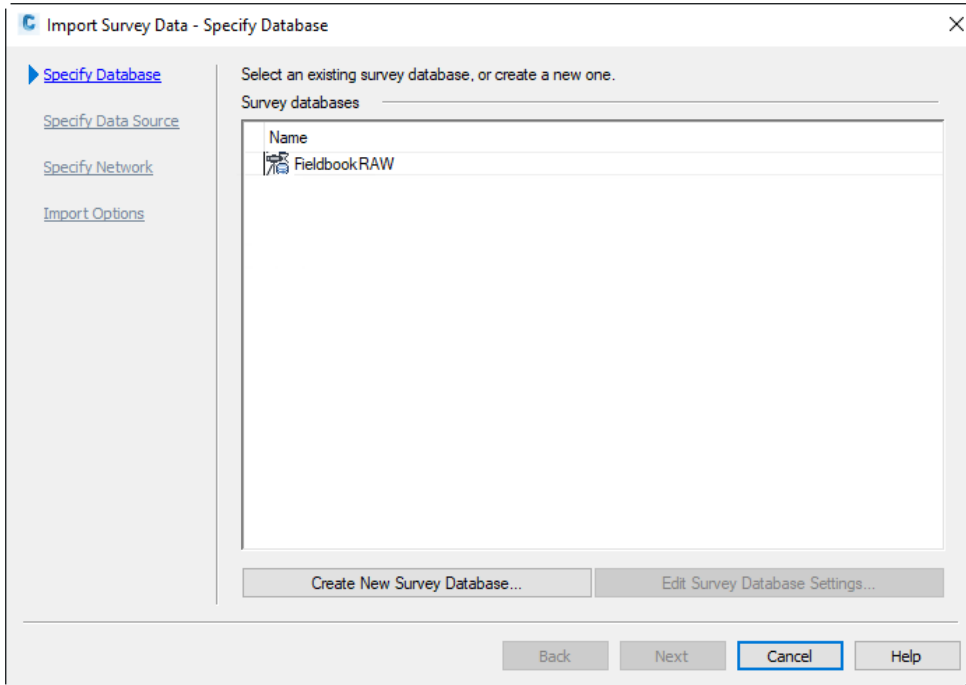 Import Survey Data - Specify Database
Specify Database
Specify Data Source
Specify Network
Import Options
Select an existing survey database, or create a new one.
Survey databases
Name
FieldbookRAW
Create New Survey Database...
Edit Survey Database Settings...
Back
Next
Cancel
Help